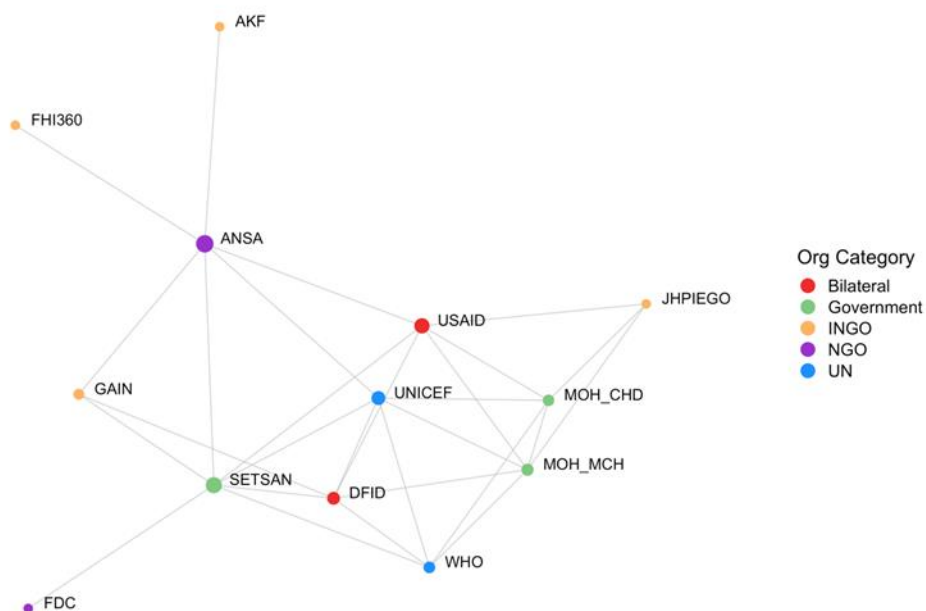 AKF
FHI360
ANSA
JHPIEGO
USAID
GAIN
UNICEF
MOH_CHD
MOH_MCH
SETSAN
DFID
WHO
FDC
Org Category
Bilateral
Government
INGO
NGO
UN